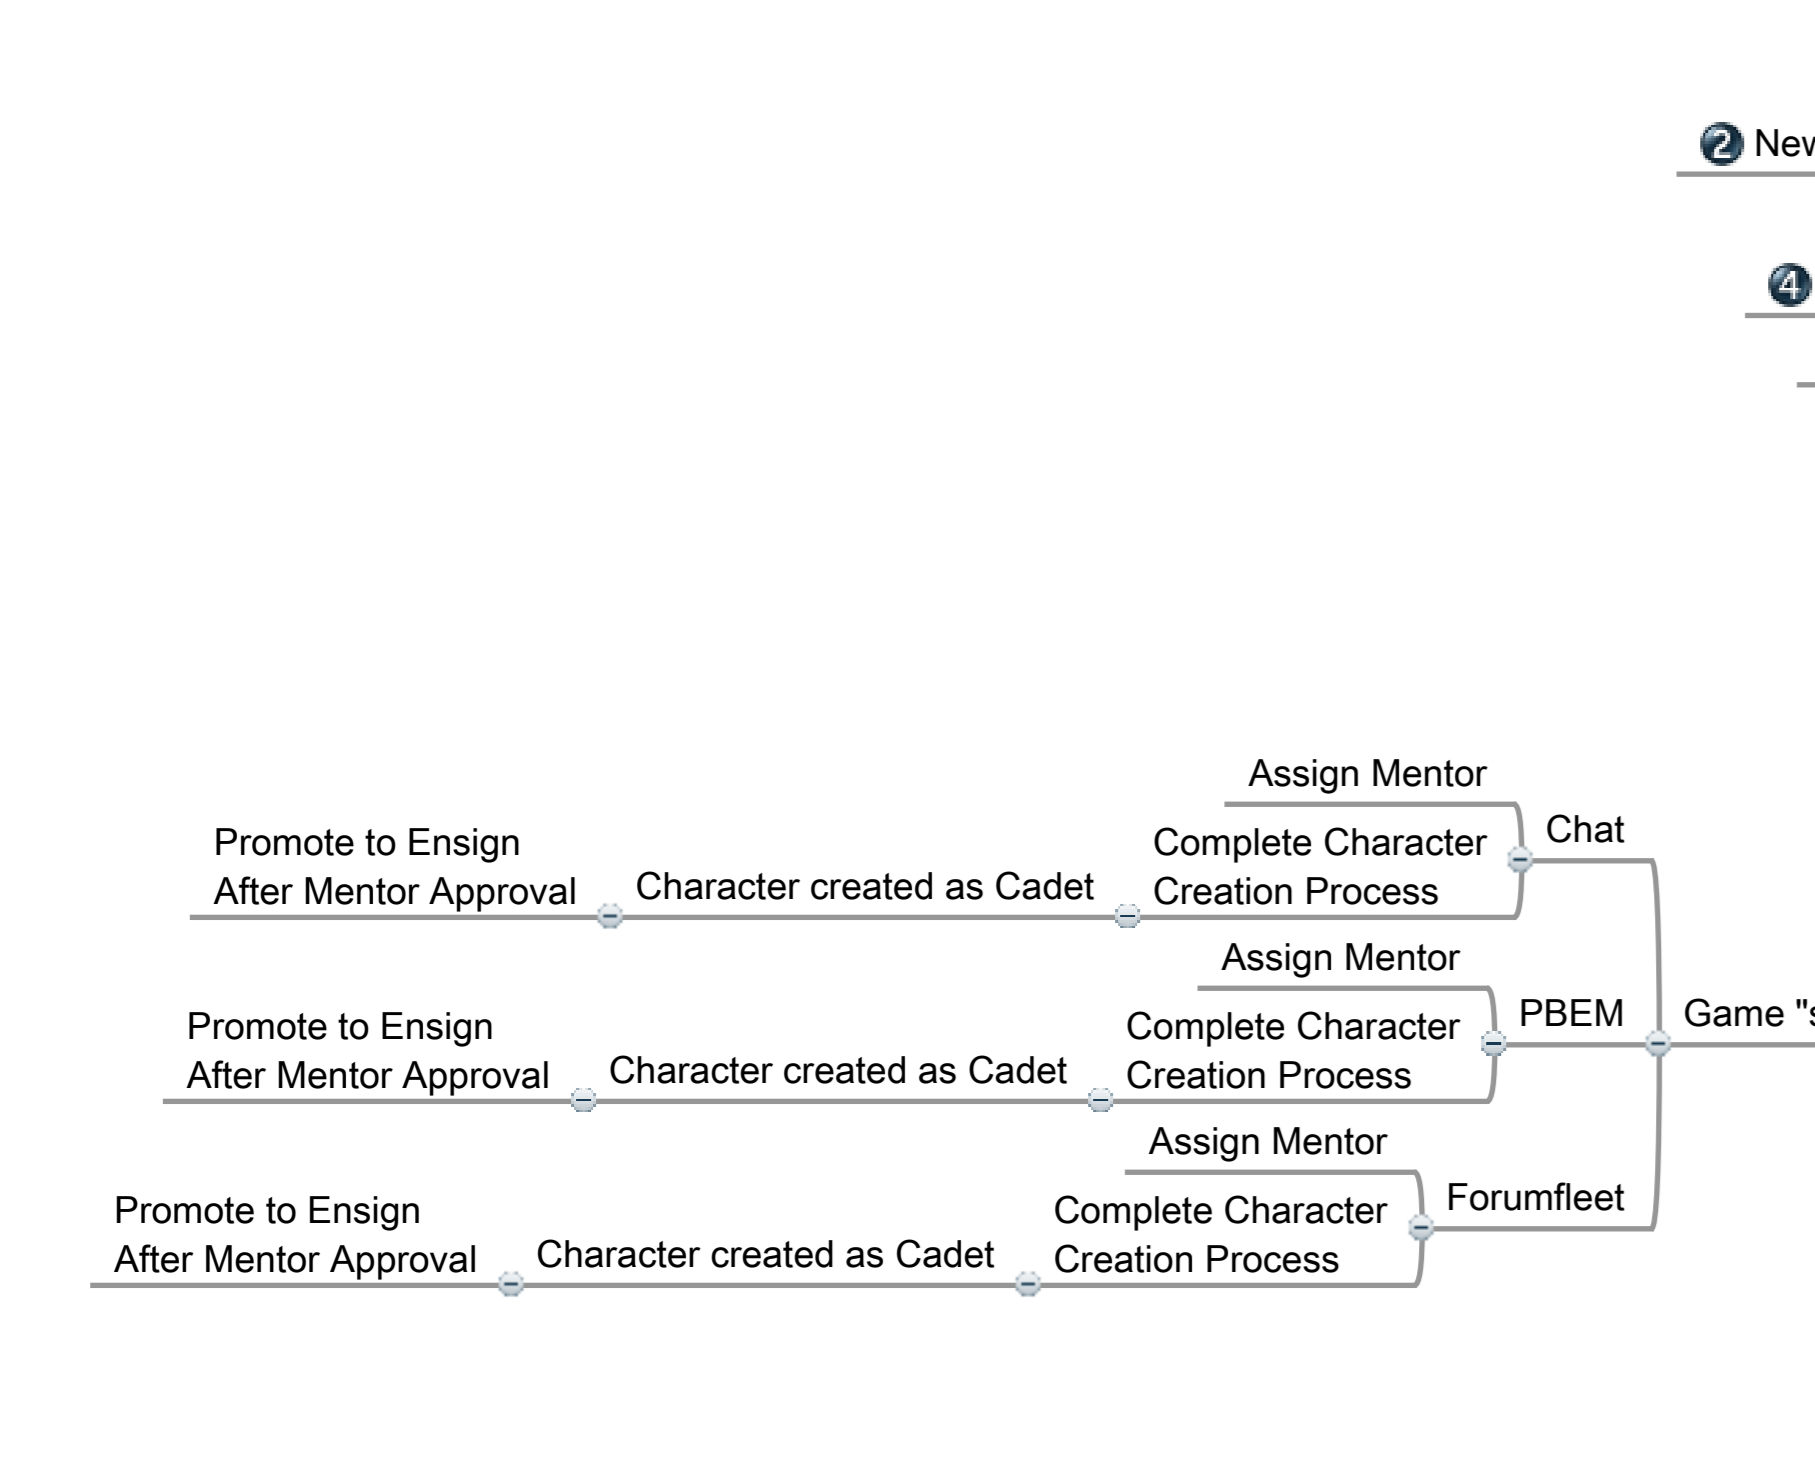 2 New
4
Assign Mentor
Chat
Promote to Ensign
After Mentor Approval
Character created as Cadet
Complete Character
Creation Process
Assign Mentor
PBEM
Game "s
Promote to Ensign
After Mentor Approval
Character created as Cadet
Complete Character
Creation Process
Assign Mentor
Forumfleet
Promote to Ensign
After Mentor Approval
Character created as Cadet
Complete Character
Creation Process